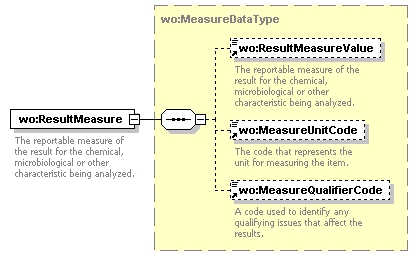 wo:MeasureDataType
wo:ResultMeasureValue
The reportable measure of the
result for the chemical,
microbiological or other
characteristic being analyzed.
wo:ResultMeasure
The reportable measure of
the result for the chemical,
microbiological or other
characteristic being analyzed.
wo:MeasureUnitCode
The code that represents the
unit for measuring the item.
wo:MeasureQualifierCode
A code used to identify any
qualifying issues that affect the
results.